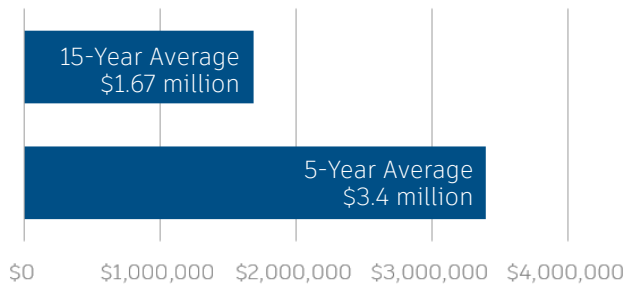 15-Year Average
$1.67 million
5-Year Average
$3.4 million
$0 $1,000,000 $2,000,000 $3,000,000 $4,000,000